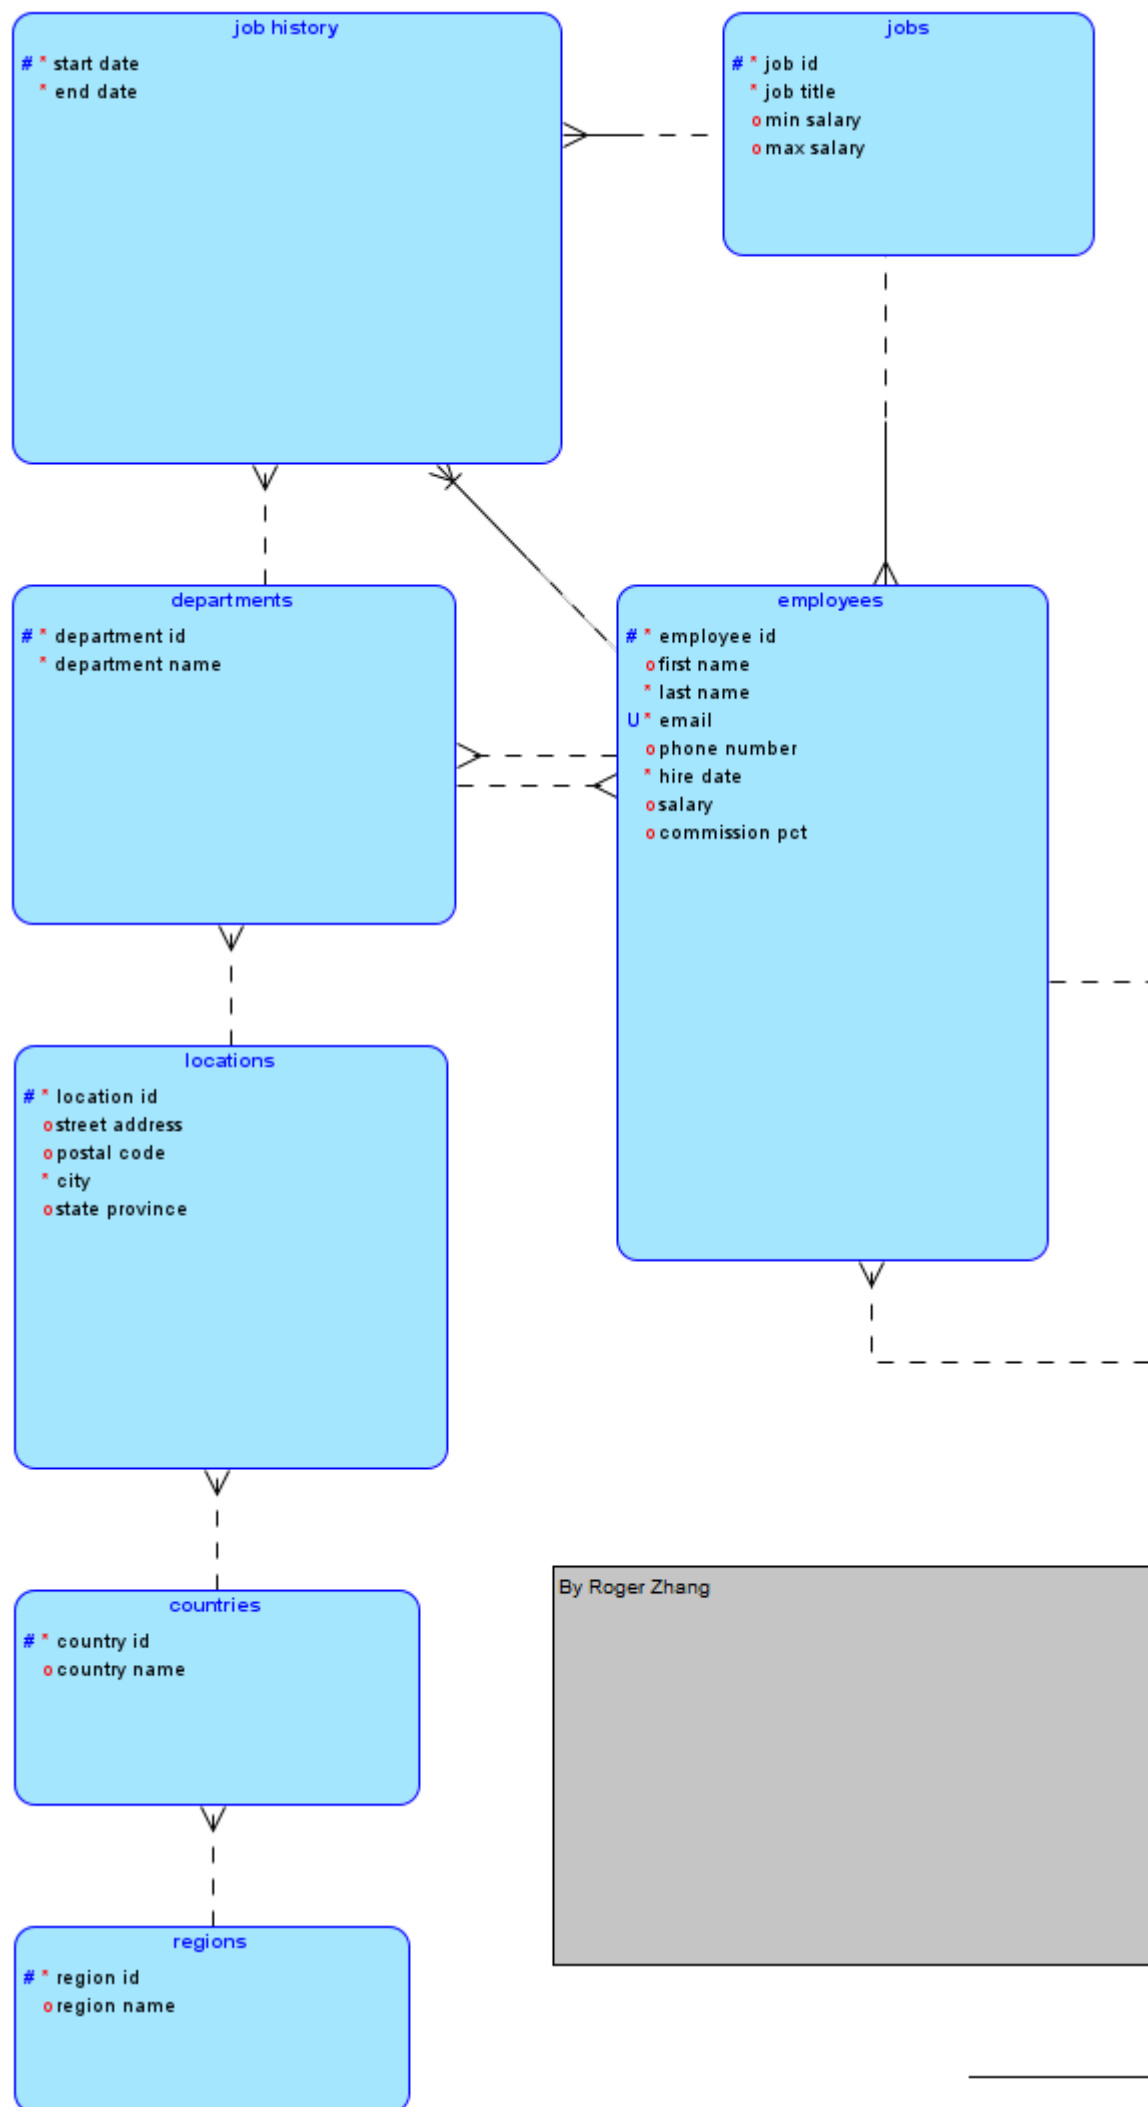 job history
# * start date
* end date
jobs
# * job id
* job title
o min salary
o max salary
departments
# * department id
* department name
employees
# * employee id
o first name
* last name
U * email
o phone number
* hire date
o salary
o commission pct
locations
# * location id
o street address
o postal code
* city
o state province
countries
# * country id
o country name
By Roger Zhang
regions
# * region id
o region name